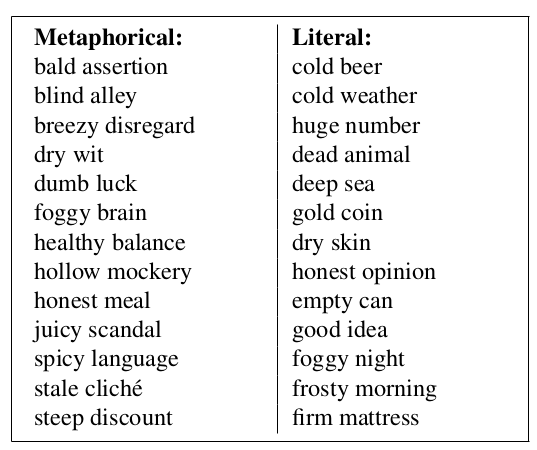 Metaphorical: Literal:
bald assertion cold beer
blind alley cold weather
breezy disregard huge number
dry wit dead animal
dumb luck deep sea
foggy brain gold coin
healthy balance dry skin
hollow mockery honest opinion
honest meal empty can
juicy scandal good idea
spicy language foggy night
stale cliché frosty morning
steep discount firm mattress